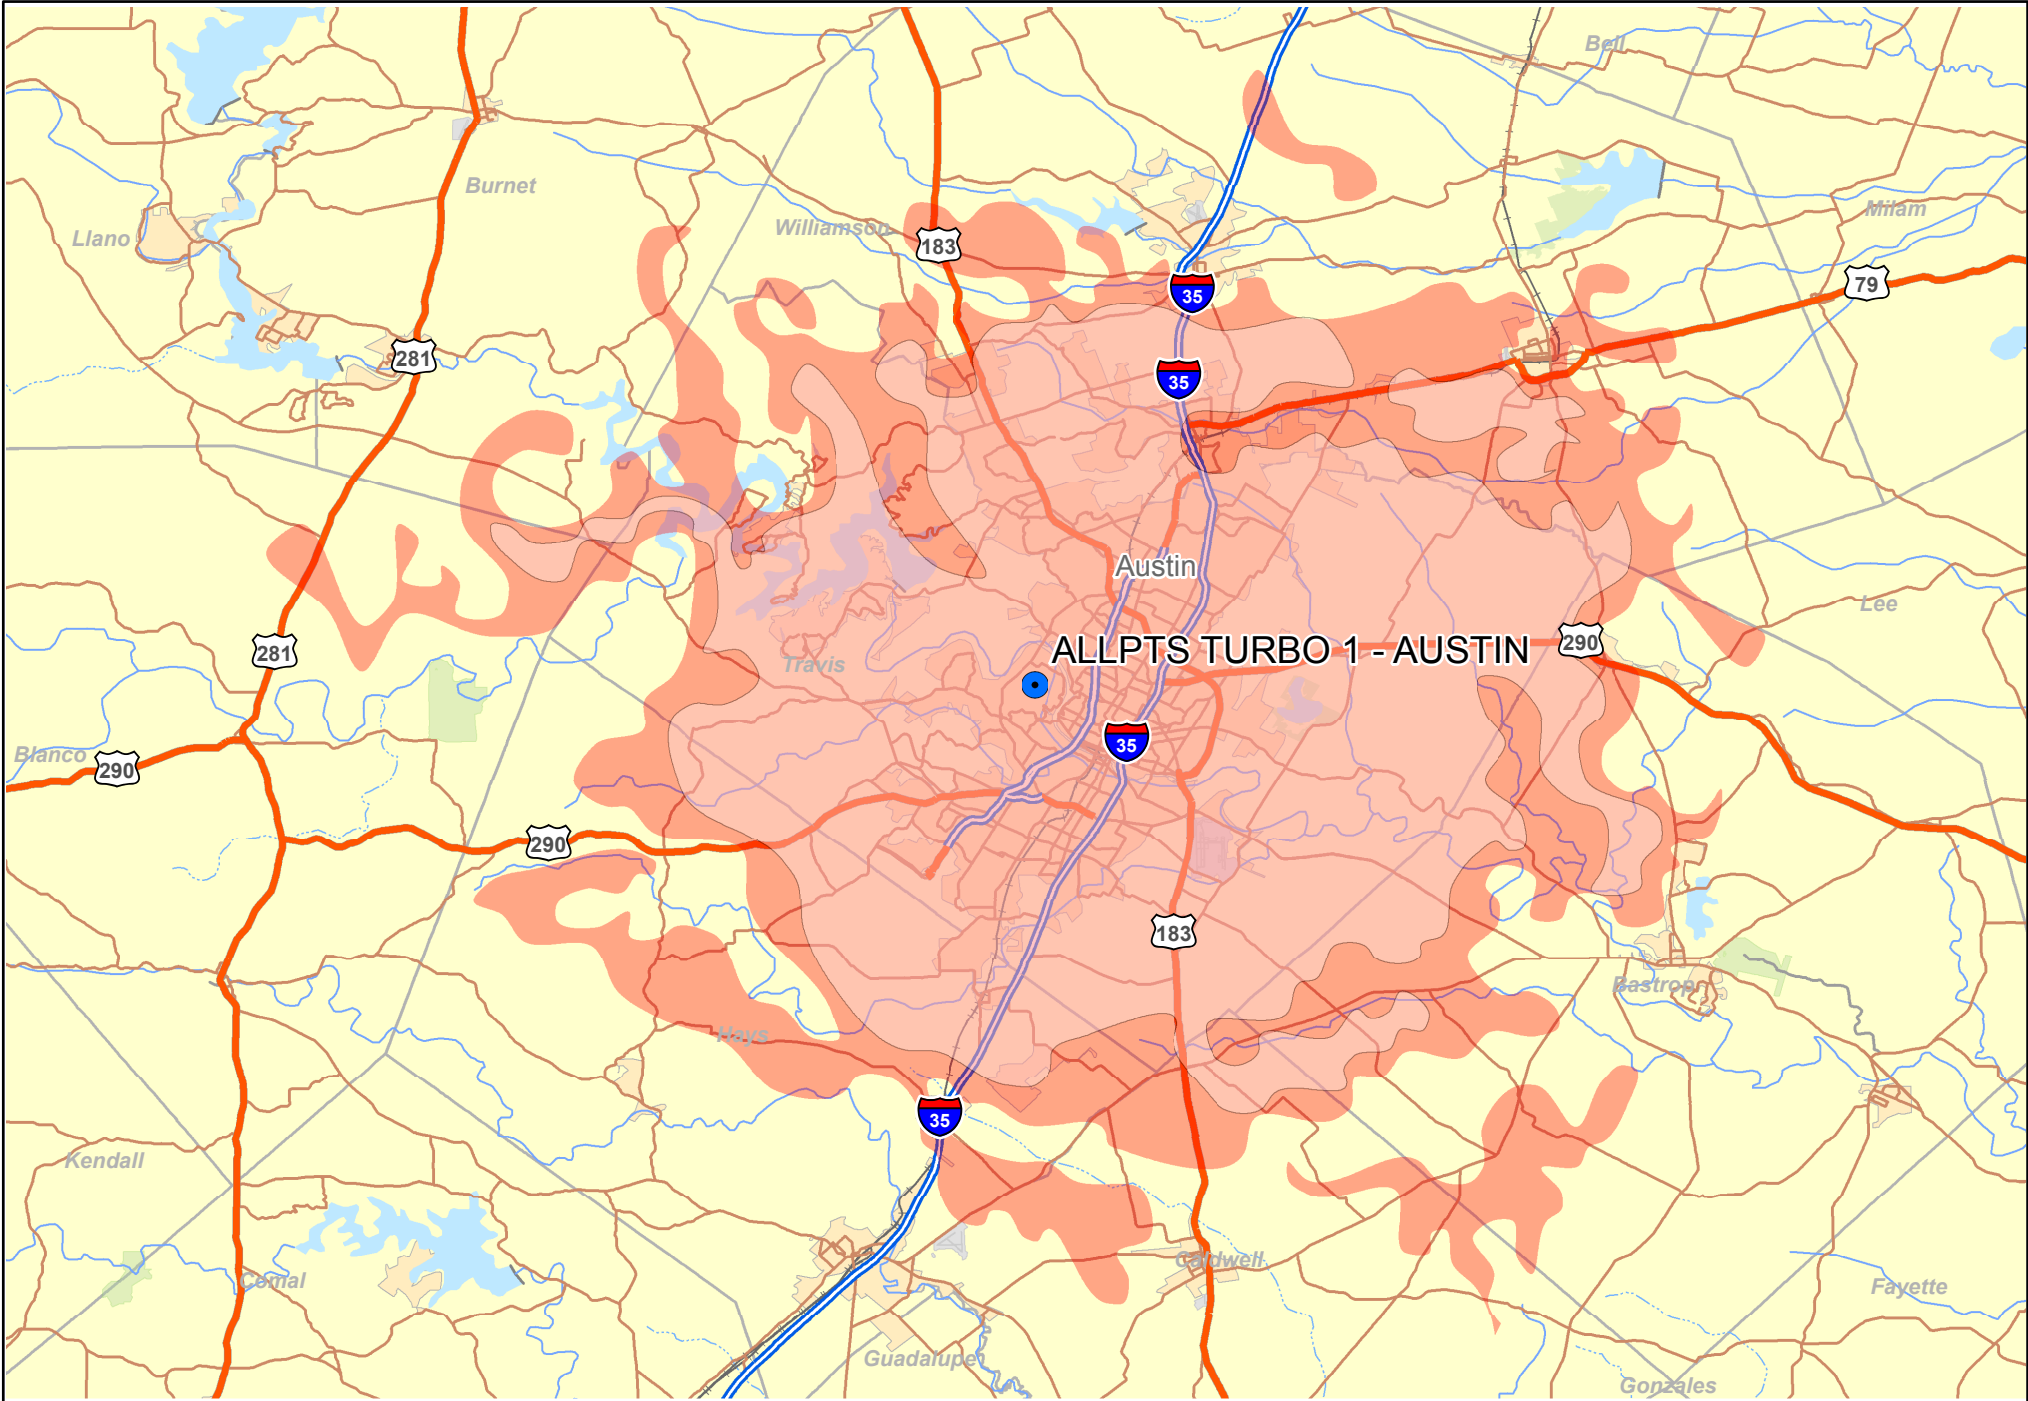 Bell
Burnet
Milam
Williamson
Llano
183
79
35
281
35
Austin
Lee
290
281
ALLPTS TURBO 1 - AUSTIN
Travis
35
Blanco
290
290
183
Bastrop
Hays
35
Kendall
Caldwell
Comal
Fayette
Guadalupe
Gonzales